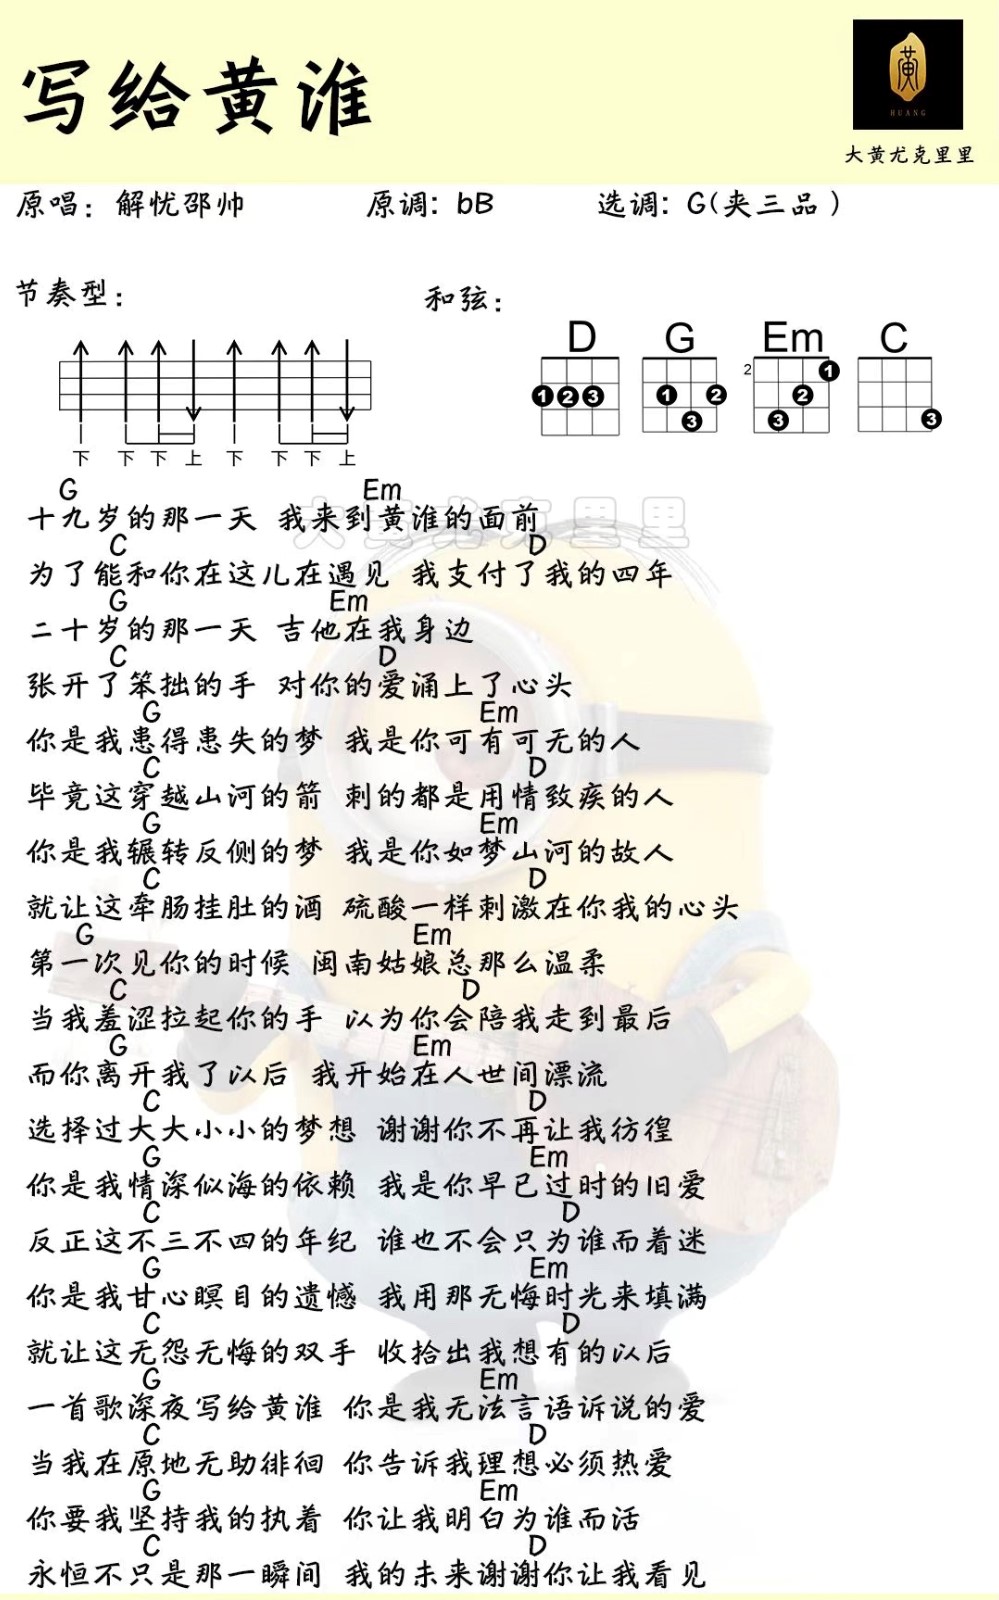 写给黄淮
HUANG
大黄尤克里里
原唱：解忧邵帅 原调：bB 选调：G(夹三品)
节奏型： 和弦：
D G Em C
2
1 2 3 1 2 3 1 2 3 3
下 下 下 上 下 下 下 上
G Em
大黄尤克里里
十九岁的那一天 我来到黄淮的面前
C D
为了能和你在这儿在遇见 我支付了我的四年
G Em
二十岁的那一天 吉他在我身边
C D
张开了笨拙的手 对你的爱涌上了心头
G Em
你是我患得患失的梦 我是你可有可无的人
C D
毕竟这穿越山河的箭 刺的都是用情致疾的人
G Em
你是我辗转反侧的梦 我是你如梦山河的故人
C D
就让这牵肠挂肚的酒 硫酸一样刺激在你我的心头
G Em
第一次见你的时候 闽南姑娘总那么温柔
C D
当我羞涩拉起你的手 以为你会陪我走到最后
G Em
而你离开我了以后 我开始在人世间漂流
C D
选择过大大小小的梦想 谢谢你不再让我彷徨
G Em
你是我情深似海的依赖 我是你早已过时的旧爱
C D
反正这不三不四的年纪 谁也不会只为谁而着迷
G Em
你是我甘心瞑目的遗憾 我用那无悔时光来填满
C D
就让这无怨无悔的双手 收拾出我想有的以后
G Em
一首歌深夜写给黄淮 你是我无法言语诉说的爱
C D
当我在原地无助徘徊 你告诉我理想必须热爱
G Em
你要我坚持我的执着 你让我明白为谁而活
C D
永恒不只是那一瞬间 我的未来谢谢你让我看见